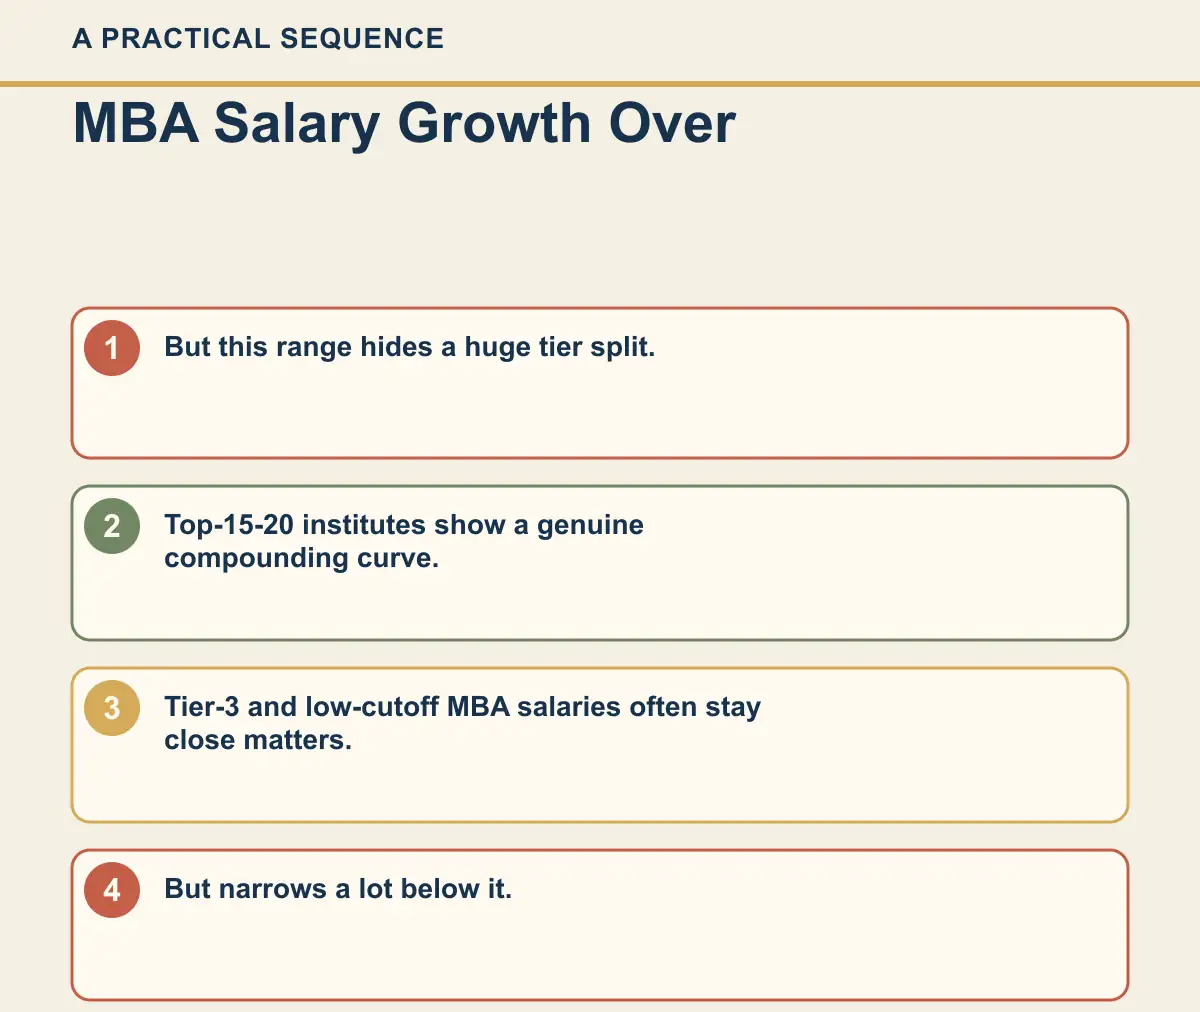 A PRACTICAL SEQUENCE
MBA Salary Growth Over
1
But this range hides a huge tier split.
2
Top-15-20 institutes show a genuine
compounding curve.
3
Tier-3 and low-cutoff MBA salaries often stay
close matters.
4
But narrows a lot below it.